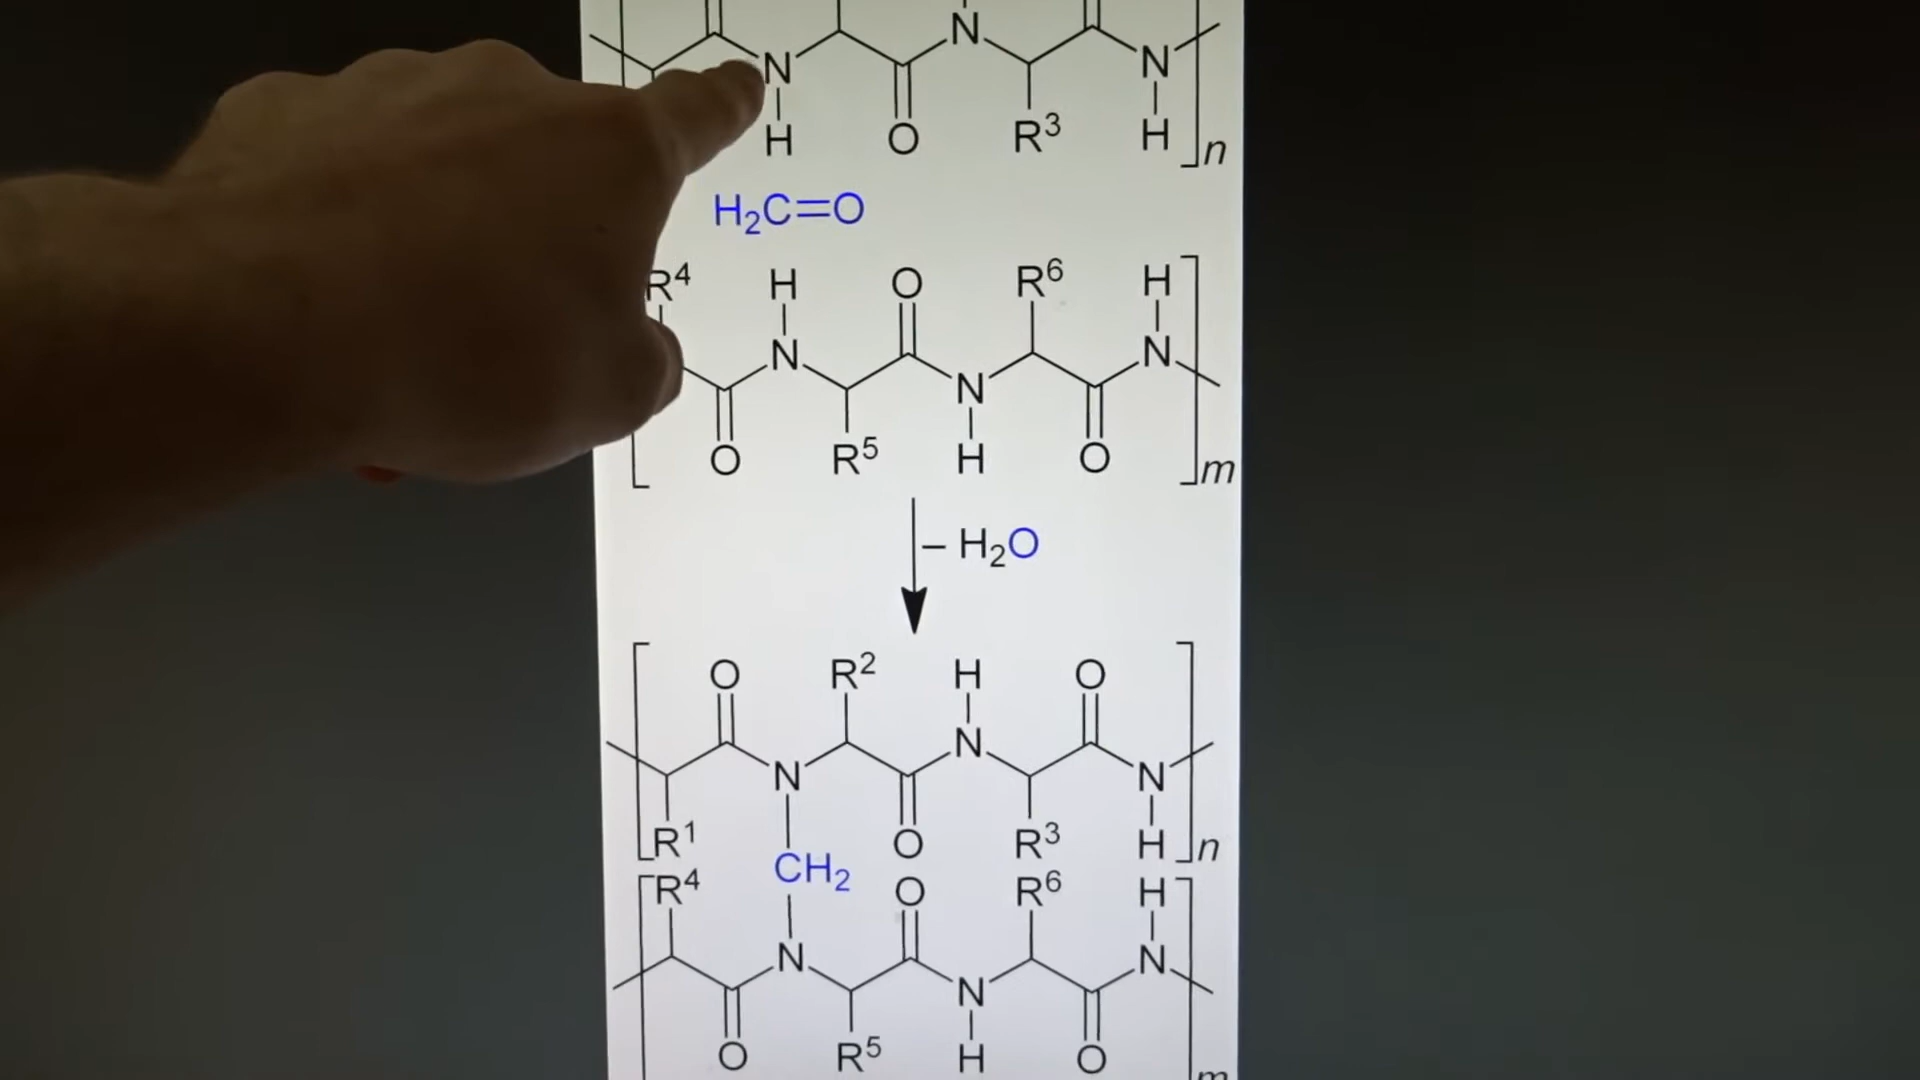 N N
H O R³ H n
H₂C=O
R⁴ H O R⁶ H
N N
N
O R⁵ H O m
– H₂O
O R² H O
N
N N
R¹ O R³ H n
CH₂
R⁴ O R⁶ H
N N
N
O R⁵ H O